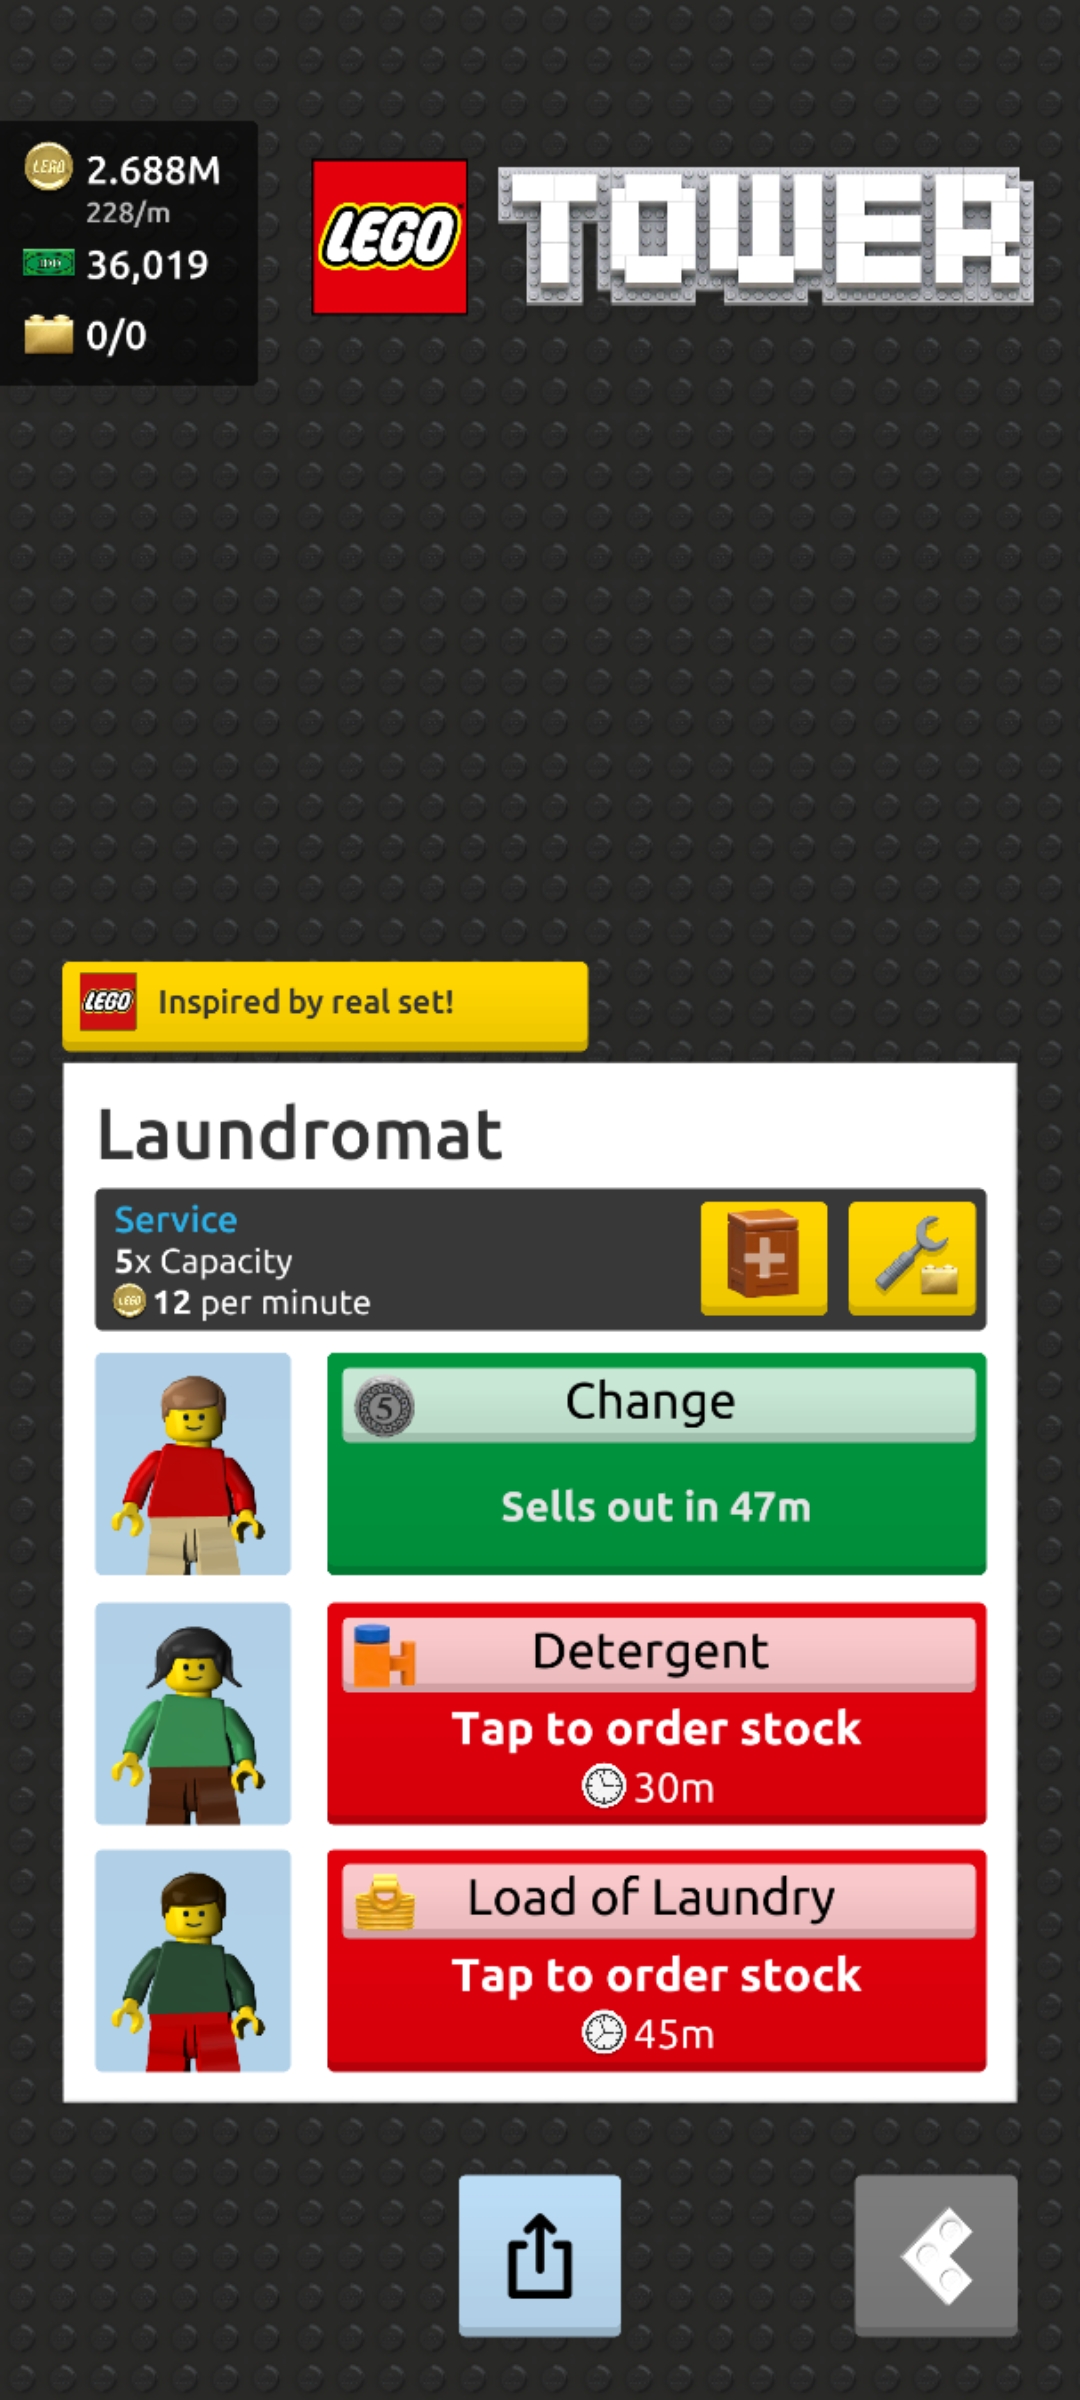 LEGO
2.688M
228/m
36,019
0/0
LEGO
TOWER
LEGO
Inspired by real set!
Laundromat
Service
5x Capacity
LEGO
12 per minute
5
Change
Sells out in 47m
Detergent
Tap to order stock
30m
Load of Laundry
Tap to order stock
45m